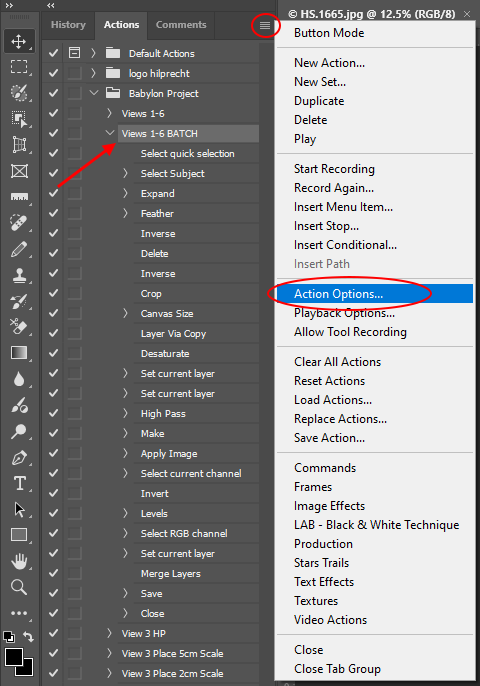 History
Actions
Comments
© HS.1665.jpg @ 12.5% (RGB/8)
Default Actions
logo hilprecht
Babylon Project
Views 1-6
Views 1-6 BATCH
Select quick selection
Select Subject
Expand
Feather
Inverse
Delete
Inverse
Crop
Canvas Size
Layer Via Copy
Desaturate
Set current layer
Set current layer
High Pass
Make
Apply Image
Select current channel
Invert
Levels
Select RGB channel
Set current layer
Merge Layers
Save
Close
View 3 HP
View 3 Place 5cm Scale
View 3 Place 2cm Scale
Button Mode
New Action...
New Set...
Duplicate
Delete
Play
Start Recording
Record Again...
Insert Menu Item...
Insert Stop...
Insert Conditional...
Insert Path
Action Options...
Playback Options...
Allow Tool Recording
Clear All Actions
Reset Actions
Load Actions...
Replace Actions...
Save Action...
Commands
Frames
Image Effects
LAB - Black & White Technique
Production
Stars Trails
Text Effects
Textures
Video Actions
Close
Close Tab Group